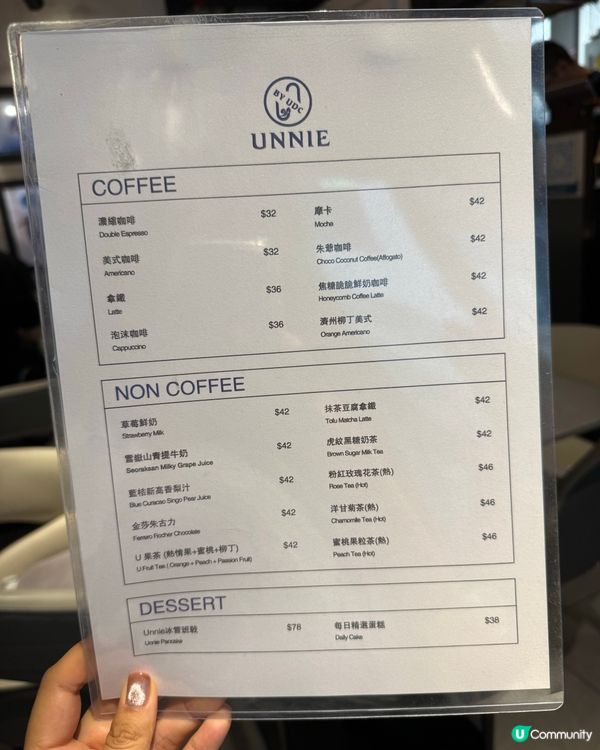 BY UDC
UNNIE
COFFEE
濃縮咖啡 $32
Double Espresso
美式咖啡 $32
Americano
拿鐵 $36
Latte
泡沫咖啡 $36
Cappuccino
摩卡 $42
Mocha
朱爺咖啡 $42
Choco Coconut Coffee(Affogato)
焦糖脆脆鮮奶咖啡 $42
Honeycomb Coffee Latte
濟州柳丁美式 $42
Orange Americano
NON COFFEE
草莓鮮奶 $42
Strawberry Milk
雪嶽山青提牛奶 $42
Seoraksan Milky Grape Juice
藍桔新高香梨汁 $42
Blue Curacao Singo Pear Juice
金莎朱古力 $42
Ferrero Rocher Chocolate
U 果茶 (熱情果+蜜桃+柳丁) $42
U Fruit Tea ( Orange + Peach + Passion Fruit)
抹茶豆腐拿鐵 $42
Tofu Matcha Latte
虎紋黑糖奶茶 $42
Brown Sugar Milk Tea
粉紅玫瑰花茶(熱) $46
Rose Tea (Hot)
洋甘菊茶(熱) $46
Chamomile Tea (Hot)
蜜桃果粒茶(熱) $46
Peach Tea (Hot)
DESSERT
Unnie冰雪班戟 $78
Unnie Pancake
每日精選蛋糕 $38
Daily Cake
U Community